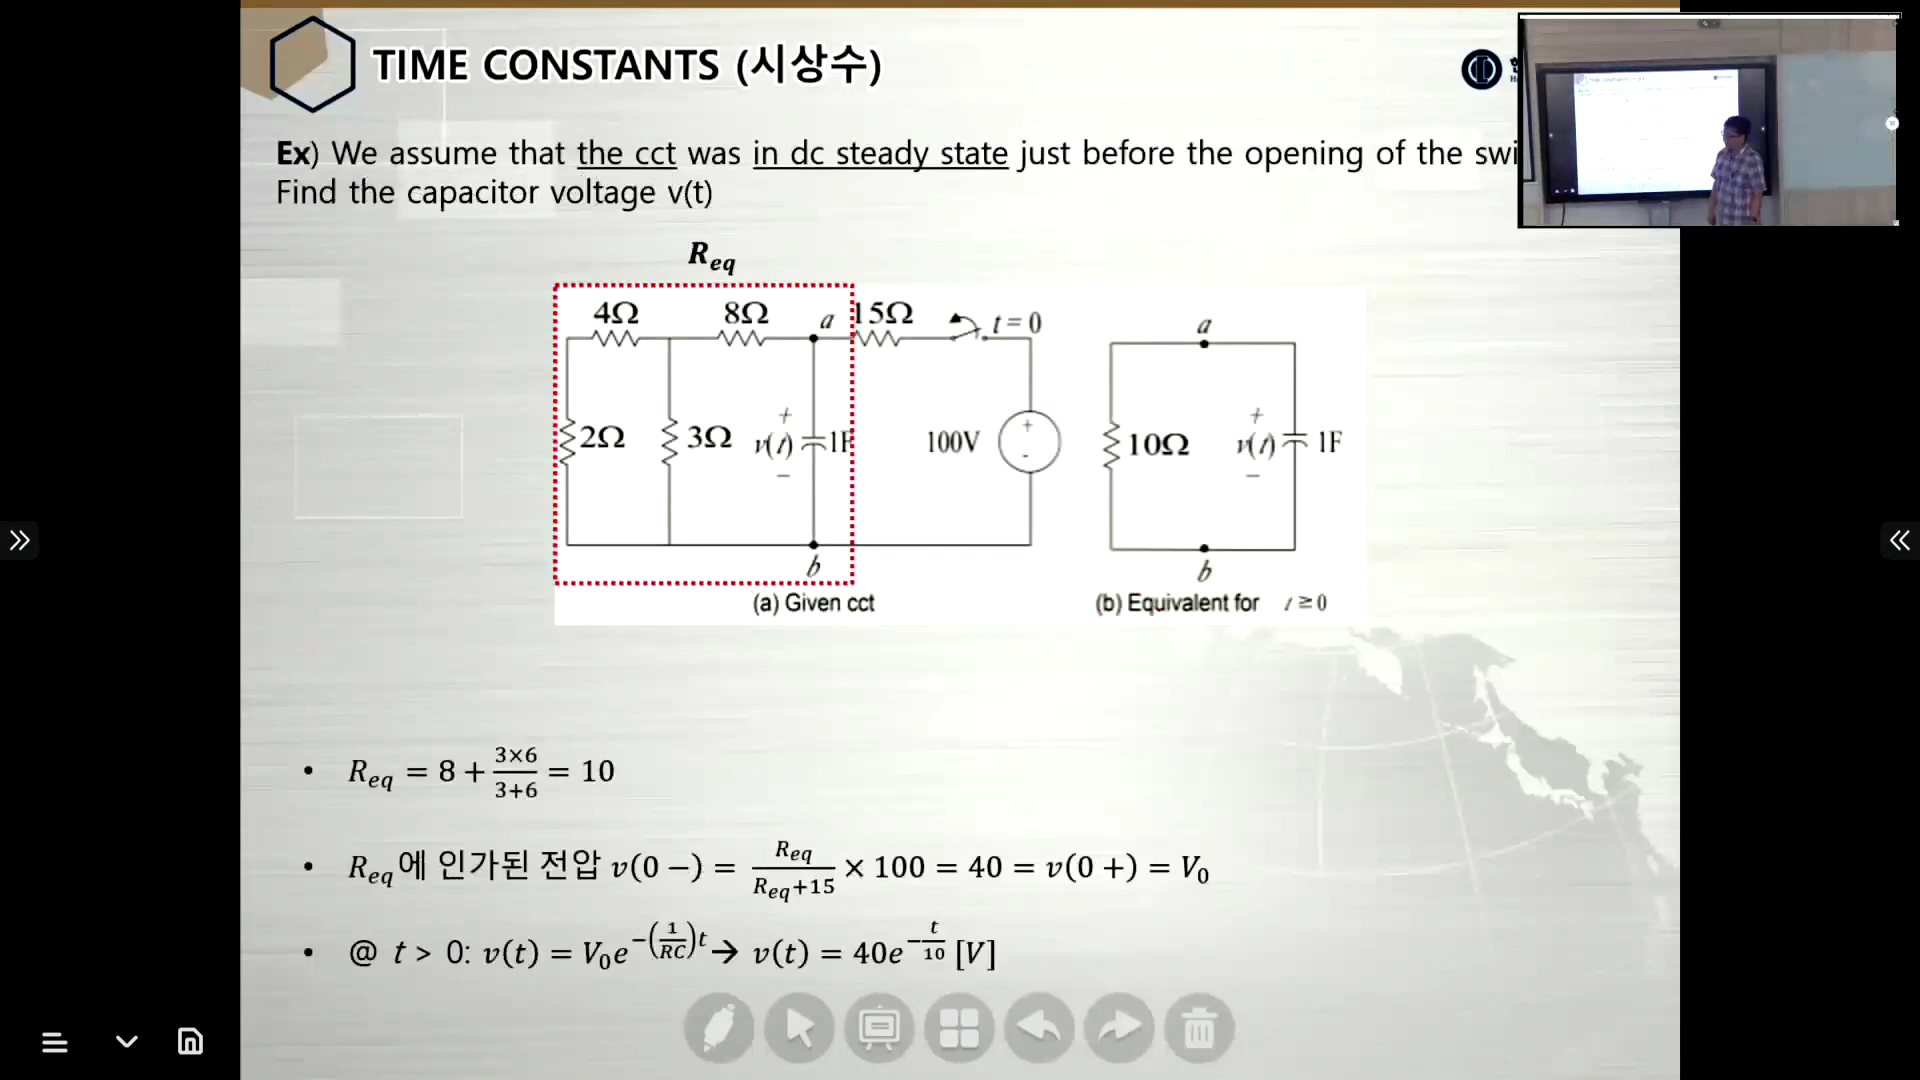 TIME CONSTANTS (시상수)
Ex) We assume that the cct was in dc steady state just before the opening of the
Find the capacitor voltage v(t)
R_eq
4Ω 8Ω a 15Ω t = 0 a
2Ω 3Ω + v(t) − 1F 100V + - 10Ω + v(t) − 1F
b b
(a) Given cct (b) Equivalent for t ≥ 0
• R_eq = 8 + (3×6)/(3+6) = 10
• R_eq에 인가된 전압 v(0 −) = R_eq/(R_eq+15) × 100 = 40 = v(0 +) = V_0
• @ t > 0: v(t) = V_0 e^{−(1/RC)t} → v(t) = 40e^{−t/10} [V]